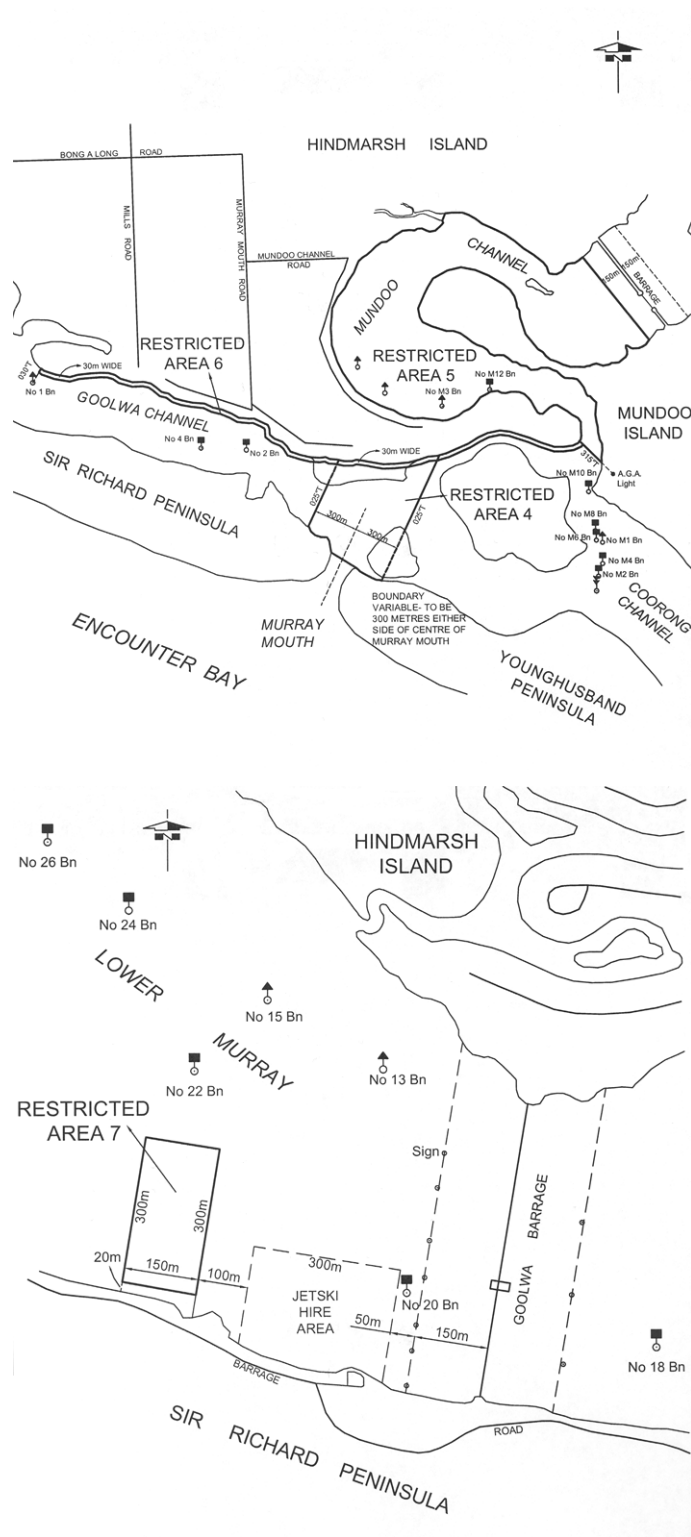 N
HINDMARSH ISLAND
BONG A LONG ROAD
MILLS ROAD
MURRAY MOUTH ROAD
MUNDOO CHANNEL
ROAD
MUNDOO
CHANNEL
150m
150m
BARRAGE
RESTRICTED
AREA 6
030°T
30m WIDE
No 1 Bn
GOOLWA CHANNEL
No 4 Bn
No 2 Bn
RESTRICTED
AREA 5
No M12 Bn
No M3 Bn
MUNDOO
ISLAND
30m WIDE
315°T
A.G.A.
Light
No M10 Bn
SIR RICHARD PENINSULA
025°T
300m
300m
025°T
RESTRICTED
AREA 4
No M8 Bn
No M6 Bn
No M1 Bn
No M4 Bn
No M2 Bn
COORONG
CHANNEL
BOUNDARY
VARIABLE- TO BE
300 METRES EITHER
SIDE OF CENTRE OF
MURRAY MOUTH
MURRAY
MOUTH
ENCOUNTER BAY
YOUNGHUSBAND
PENINSULA
N
No 26 Bn
HINDMARSH
ISLAND
No 24 Bn
LOWER
MURRAY
No 15 Bn
No 22 Bn
No 13 Bn
RESTRICTED
AREA 7
Sign
300m
300m
20m
150m
100m
300m
JETSKI
HIRE
AREA
50m
No 20 Bn
150m
GOOLWA BARRAGE
No 18 Bn
BARRAGE
ROAD
SIR RICHARD PENINSULA